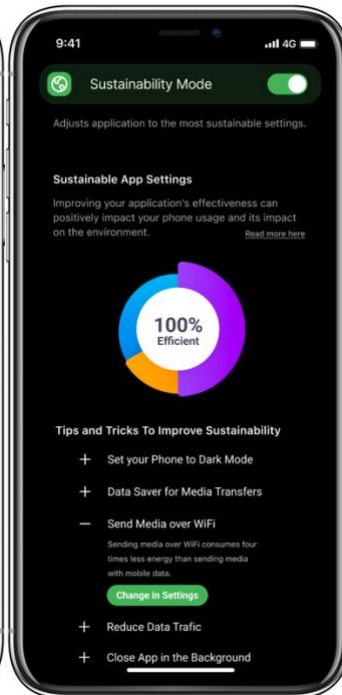 9:41
4G
Sustainability Mode
Adjusts application to the most sustainable settings.
Sustainable App Settings
Improving your application's effectiveness can
positively impact your phone usage and its impact
on the environment.
Read more here
100%
Efficient
Tips and Tricks To Improve Sustainability
+ Set your Phone to Dark Mode
+ Data Saver for Media Transfers
− Send Media over WiFi
Sending media over WiFi consumes four
times less energy than sending media
with mobile data.
Change in Settings
+ Reduce Data Trafic
+ Close App in the Background